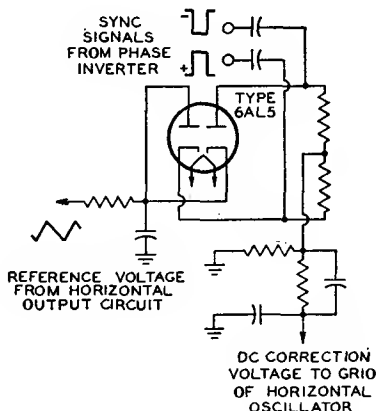 SYNC
SIGNALS
FROM PHASE
INVERTER
−
+
TYPE
6AL5
REFERENCE VOLTAGE
FROM HORIZONTAL
OUTPUT CIRCUIT
DC CORRECTION
VOLTAGE TO GRID
OF HORIZONTAL
OSCILLATOR